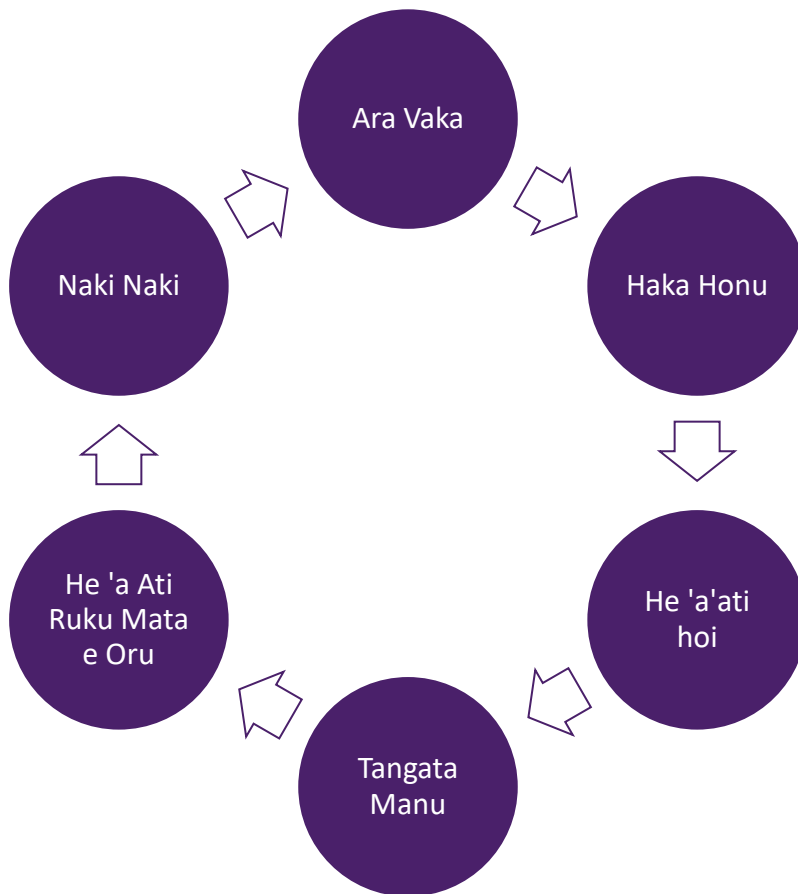 Ara Vaka
Haka Honu
He 'a'ati
hoi
Tangata
Manu
He 'a Ati
Ruku Mata
e Oru
Naki Naki